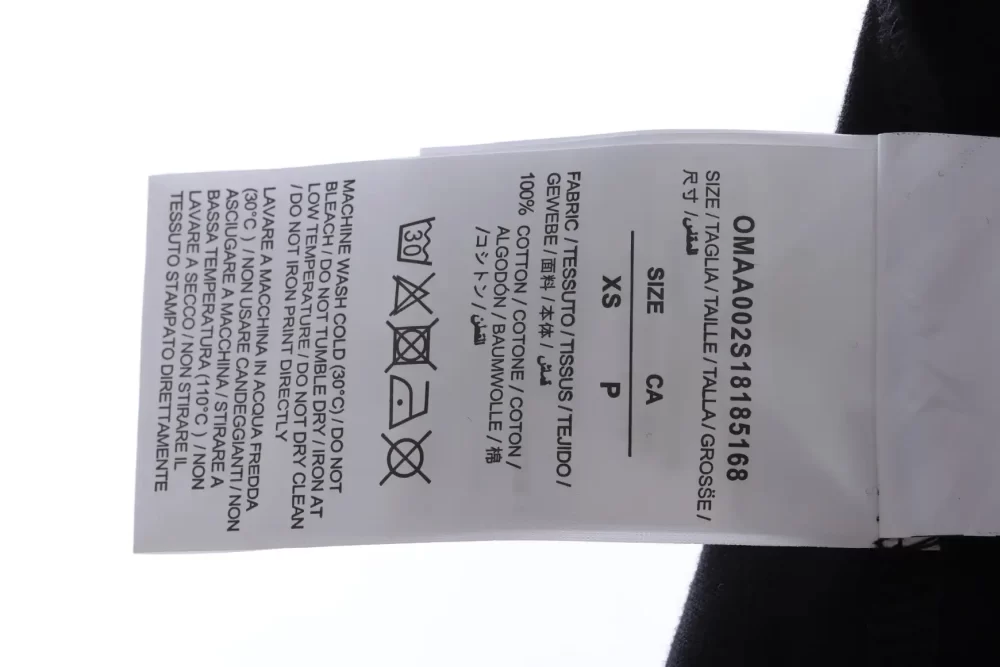 OMAA002S18185168
SIZE / TAGLIA / TAILLE / TALLA / GROSSË /
尺寸 / المقاس
SIZE CA
XS P
FABRIC / TESSUTO / TISSUS / TEJIDO /
GEWEBE / 面料 / 本体 / قماش
100% COTTON / COTONE / COTON /
ALGODÓN / BAUMWOLLE / 棉
/ コットン / القطن
30
MACHINE WASH COLD (30°C) / DO NOT
BLEACH / DO NOT TUMBLE DRY / IRON AT
LOW TEMPERATURE / DO NOT DRY CLEAN
/ DO NOT IRON PRINT DIRECTLY
LAVARE A MACCHINA IN ACQUA FREDDA
(30°C ) / NON USARE CANDEGGIANTI / NON
ASCIUGARE A MACCHINA / STIRARE A
BASSA TEMPERATURA (110°C ) / NON
LAVARE A SECCO / NON STIRARE IL
TESSUTO STAMPATO DIRETTAMENTE